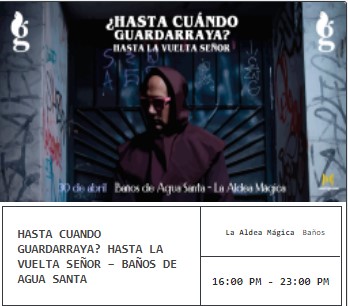 ¿HASTA CUÁNDO
GUARDARRAYA?
HASTA LA VUELTA SEÑOR
30 de abril Baños de Agua Santa - La Aldea Mágica
HASTA CUANDO
GUARDARRAYA? HASTA LA
VUELTA SEÑOR – BAÑOS DE
AGUA SANTA
La Aldea Mágica Baños
16:00 PM - 23:00 PM